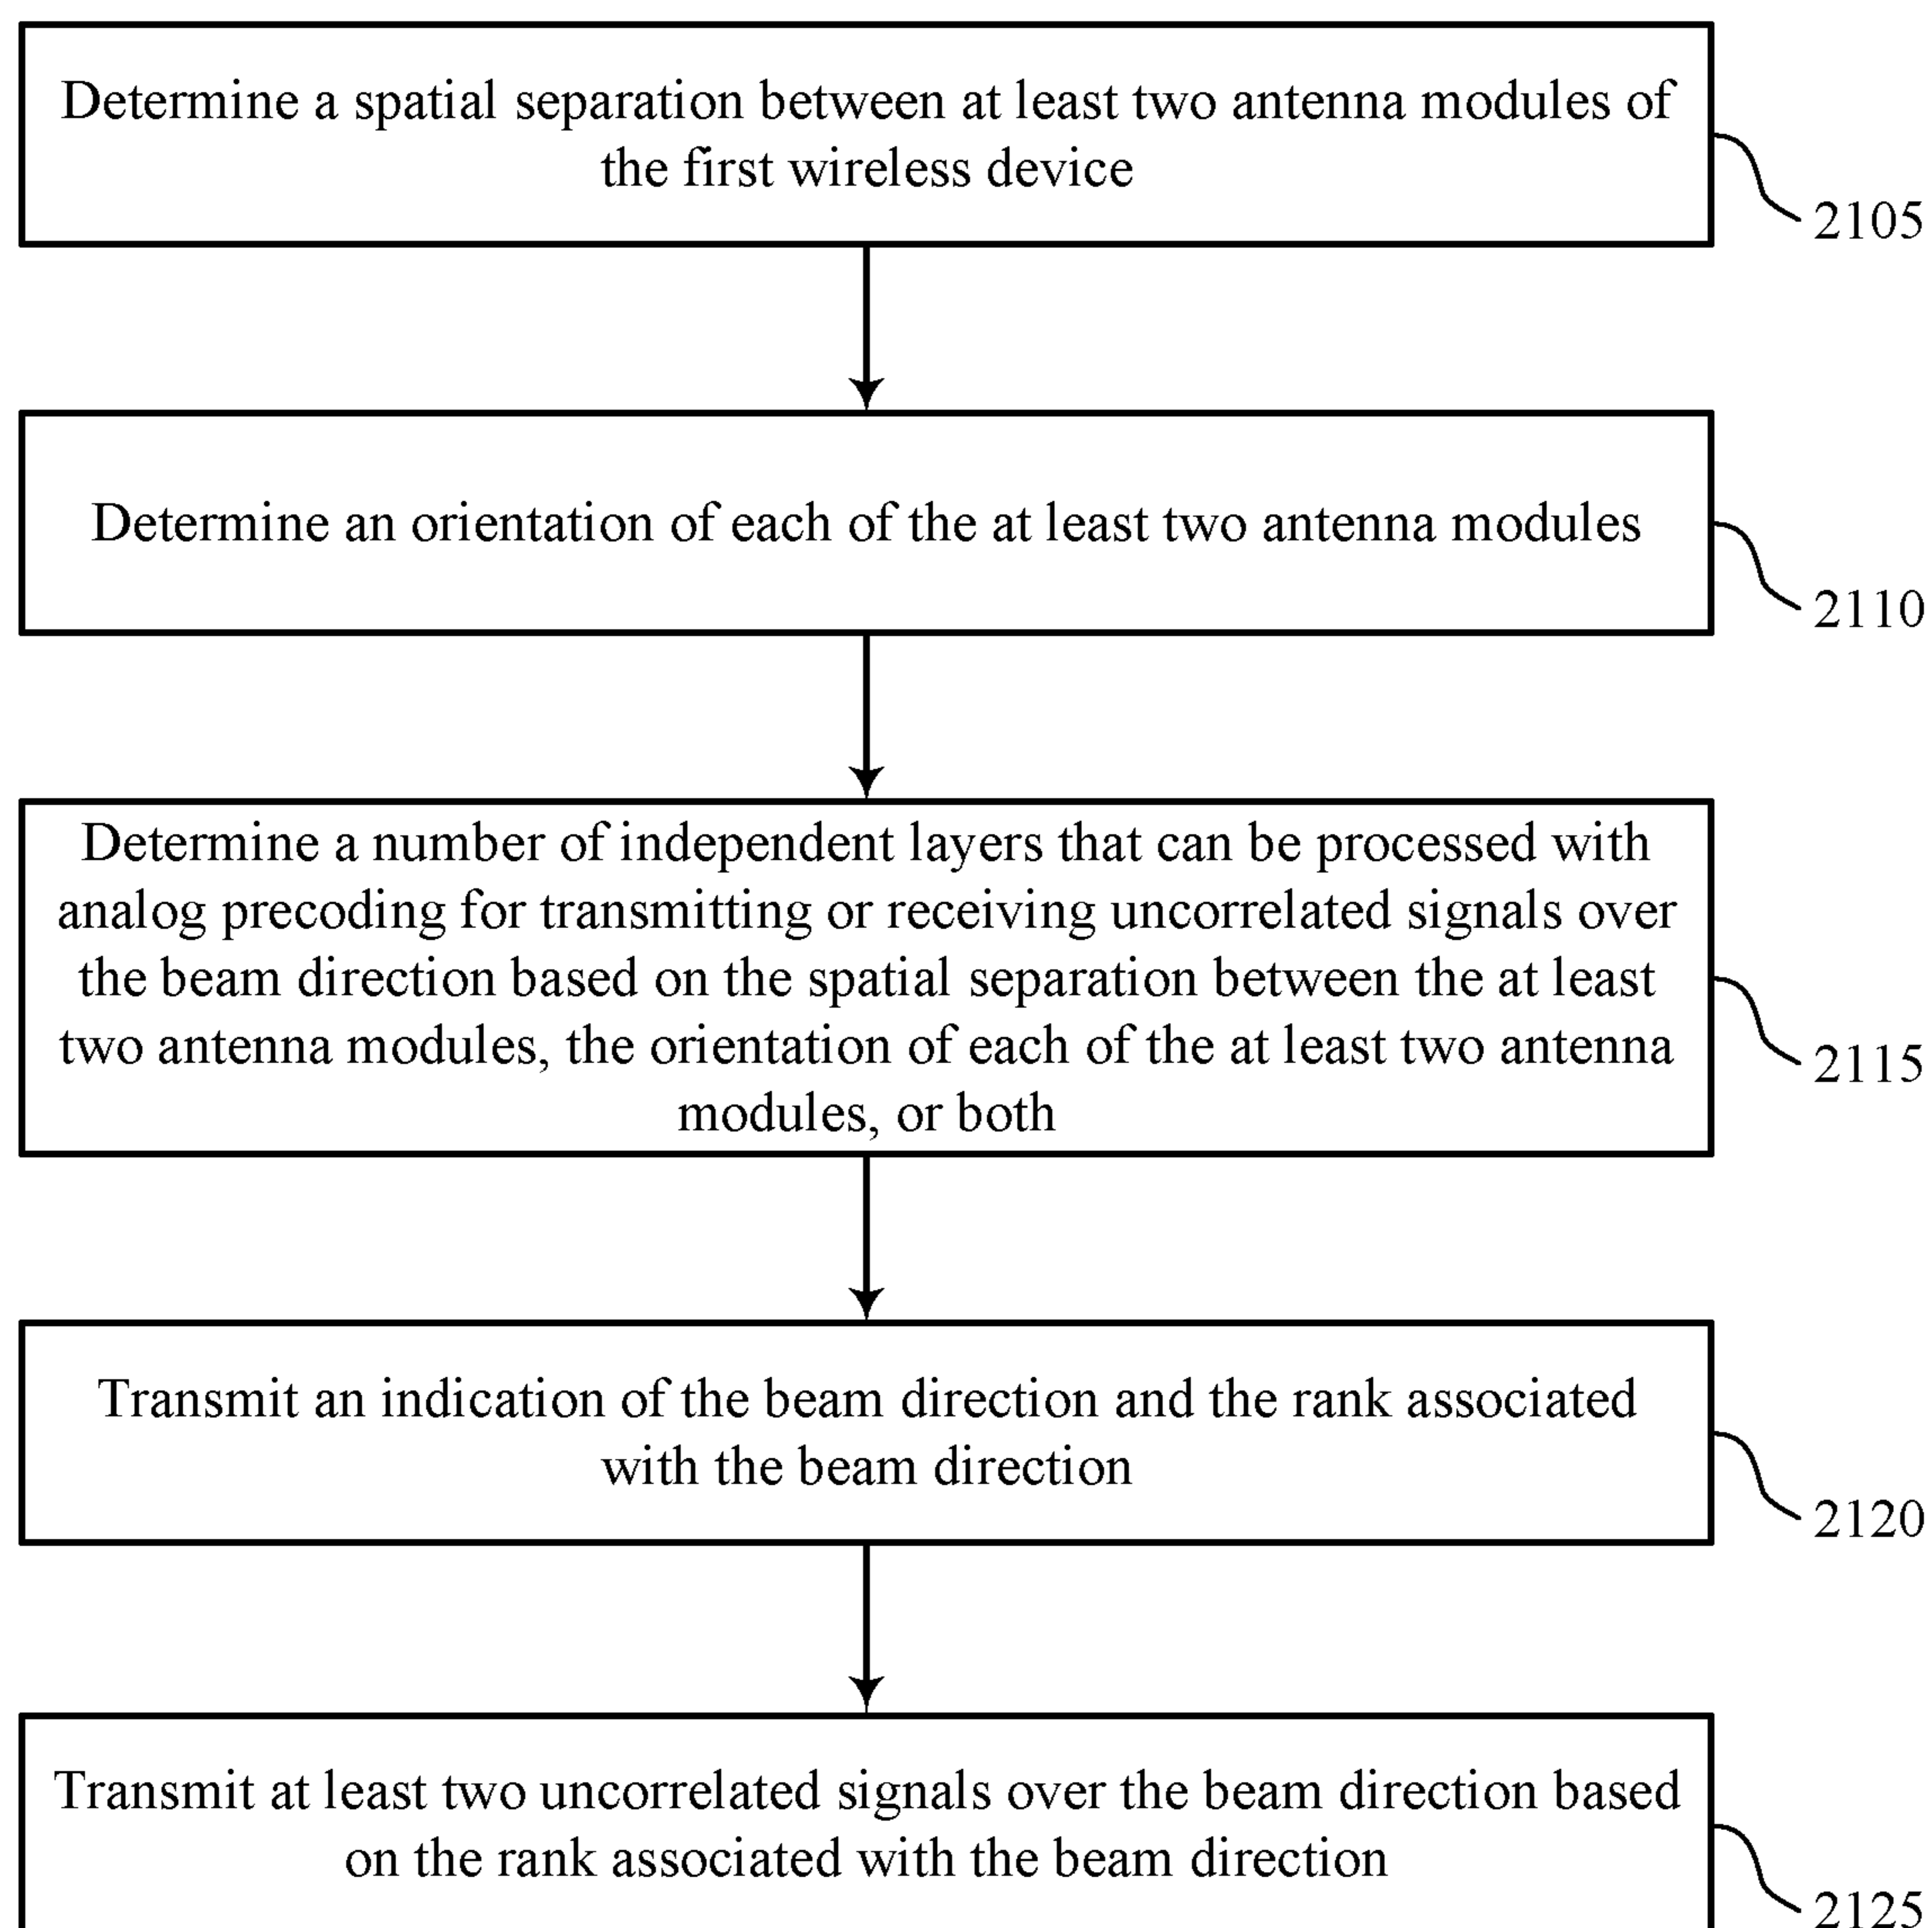 Determine a spatial separation between at least two antenna modules of
the first wireless device
2105
Determine an orientation of each of the at least two antenna modules
2110
Determine a number of independent layers that can be processed with
analog precoding for transmitting or receiving uncorrelated signals over
the beam direction based on the spatial separation between the at least
two antenna modules, the orientation of each of the at least two antenna
modules, or both
2115
Transmit an indication of the beam direction and the rank associated
with the beam direction
2120
Transmit at least two uncorrelated signals over the beam direction based
on the rank associated with the beam direction
2125